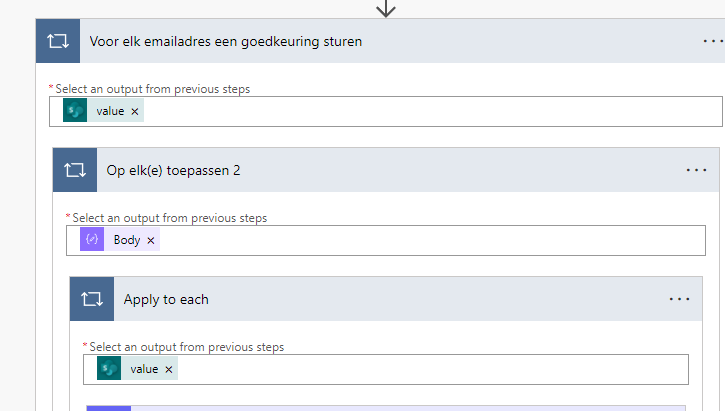 Voor elk emailadres een goedkeuring sturen
* Select an output from previous steps
value ×
Op elk(e) toepassen 2
* Select an output from previous steps
Body ×
Apply to each
* Select an output from previous steps
value ×